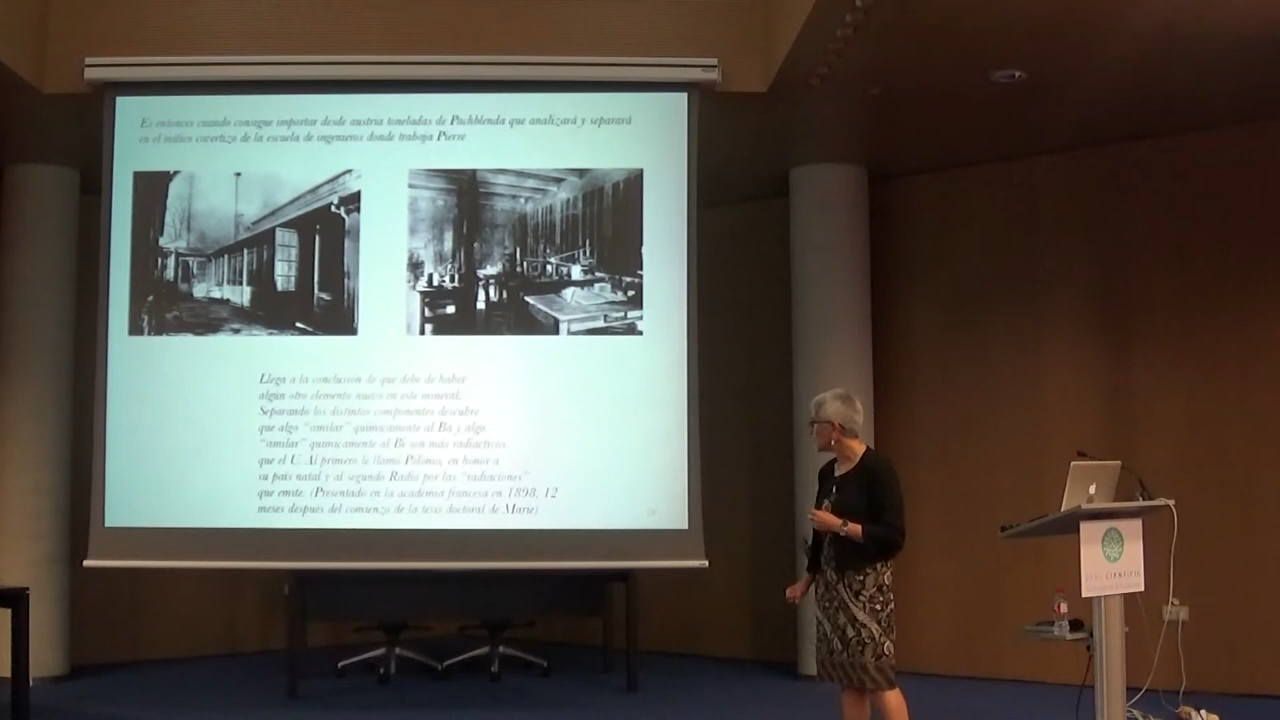 Es entonces cuando consigue importar desde austria toneladas de Pechblenda que analizará y separará
en el mítico covertizo de la escuela de ingenieros donde trabaja Pierre
Llega a la conclusión de que debe de haber
algún otro elemento nuevo en este mineral.
Separando los distintos componentes descubre
que algo "similar" químicamente al Ba y algo
"similar" químicamente al Bi son más radiactivos
que el U. Al primero le llamó Polonio, en honor a
su país natal y al segundo Radio por las "radiaciones"
que emite. (Presentado en la academia francesa en 1898, 12
meses después del comienzo de la tesis doctoral de Marie)
CIENTÍFIC